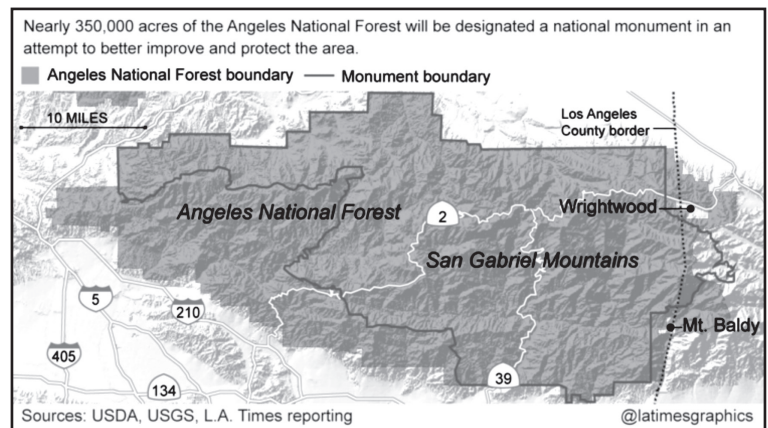 Nearly 350,000 acres of the Angeles National Forest will be designated a national monument in an
attempt to better improve and protect the area.
Angeles National Forest boundary
Monument boundary
10 MILES
Los Angeles
County border
Angeles National Forest
2
Wrightwood
San Gabriel Mountains
5
210
Mt. Baldy
405
134
39
Sources: USDA, USGS, L.A. Times reporting
@latimesgraphics